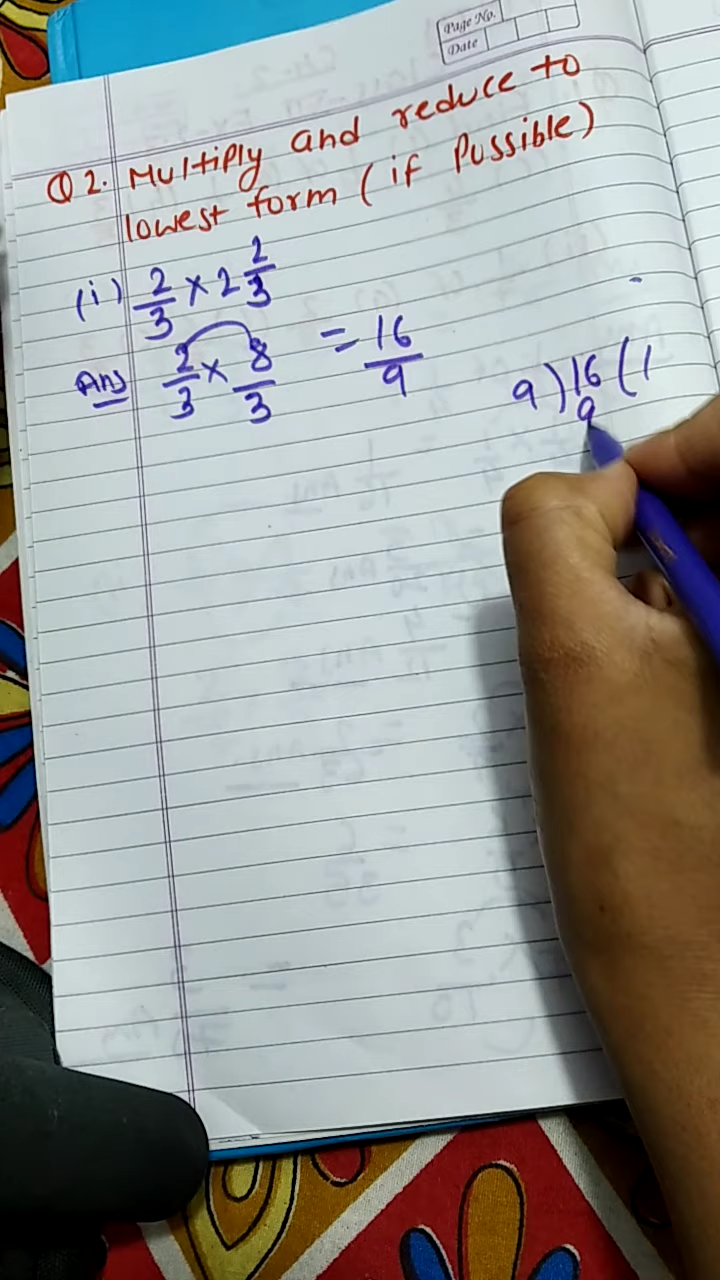 Page No.
Date
Q2. Multiply and reduce to
lowest form (if Possible)
(i) 2/3 × 2 2/3
Ans 2/3 × 8/3 = 16/9
9)16(1
9